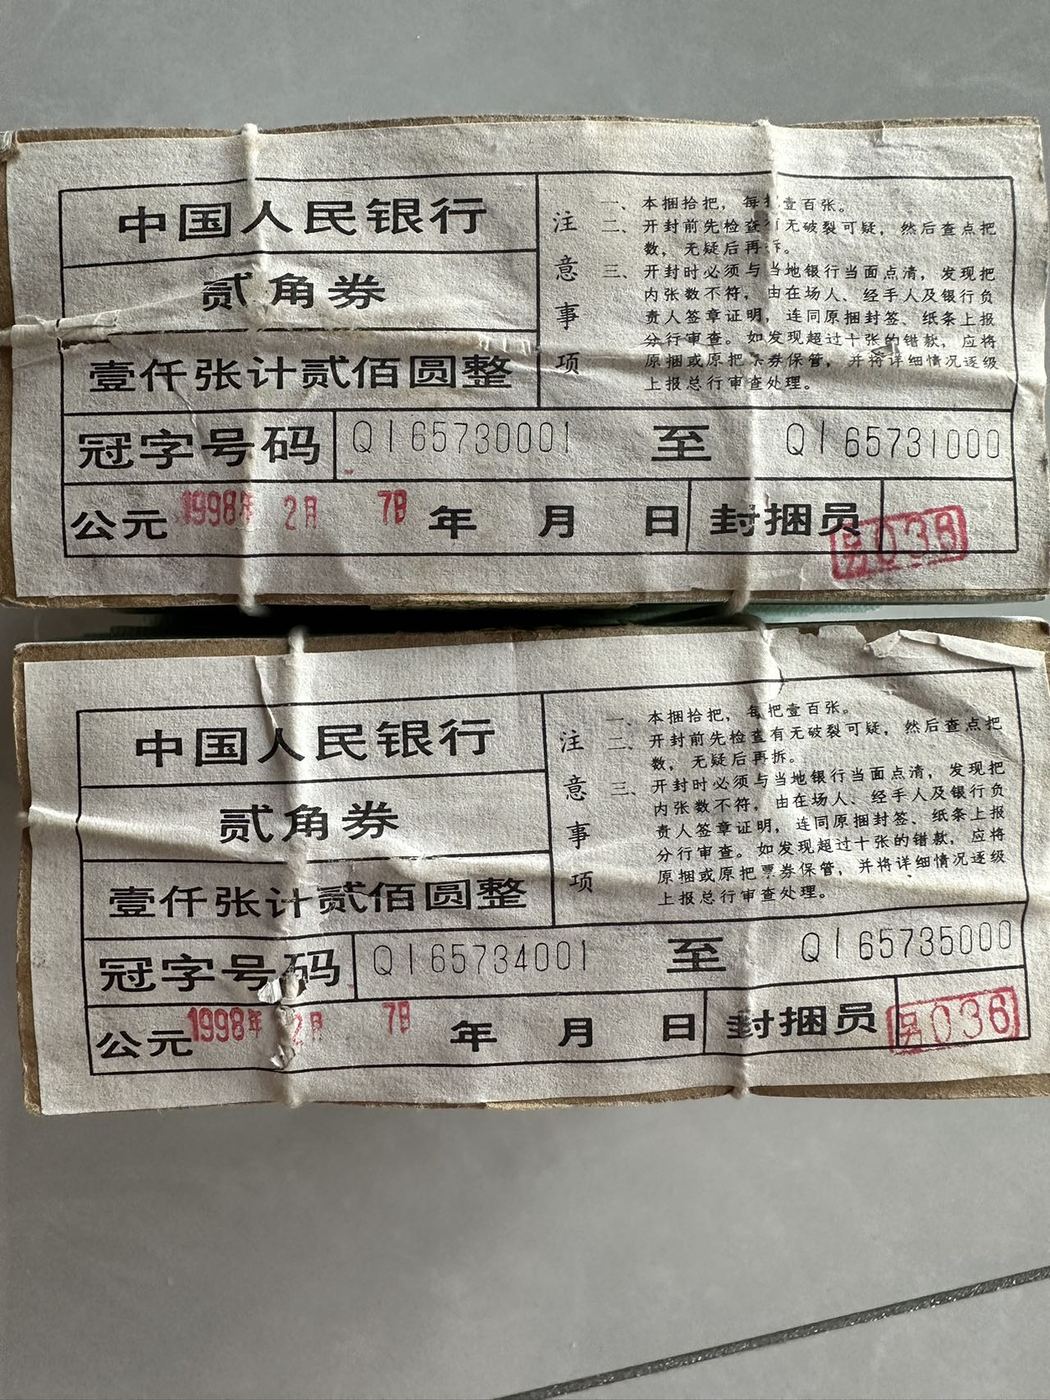 中国人民银行
贰角券
壹仟张计贰佰圆整
注意事项
一、本捆拾把，每把壹百张。
二、开封前先检查有无破裂可疑，然后查点把
数，无疑后再拆。
三、开封时必须与当地银行当面点清，发现把
内张数不符，由在场人、经手人及银行负
责人签章证明，连同原捆封签、纸条上报
分行审查。如发现超过十张的错款，应将
原捆或原把票券保管，并将详细情况逐级
上报总行审查处理。
冠字号码 QI65730001 至 QI65731000
公元 1998年 2月 7日 年 月 日 封捆员 另036
中国人民银行
贰角券
壹仟张计贰佰圆整
注意事项
一、本捆拾把，每把壹百张。
二、开封前先检查有无破裂可疑，然后查点把
数，无疑后再拆。
三、开封时必须与当地银行当面点清，发现把
内张数不符，由在场人、经手人及银行负
责人签章证明，连同原捆封签、纸条上报
分行审查。如发现超过十张的错款，应将
原捆或原把票券保管，并将详细情况逐级
上报总行审查处理。
冠字号码 QI65734001 至 QI65735000
公元 1998年 2月 7日 年 月 日 封捆员 另036